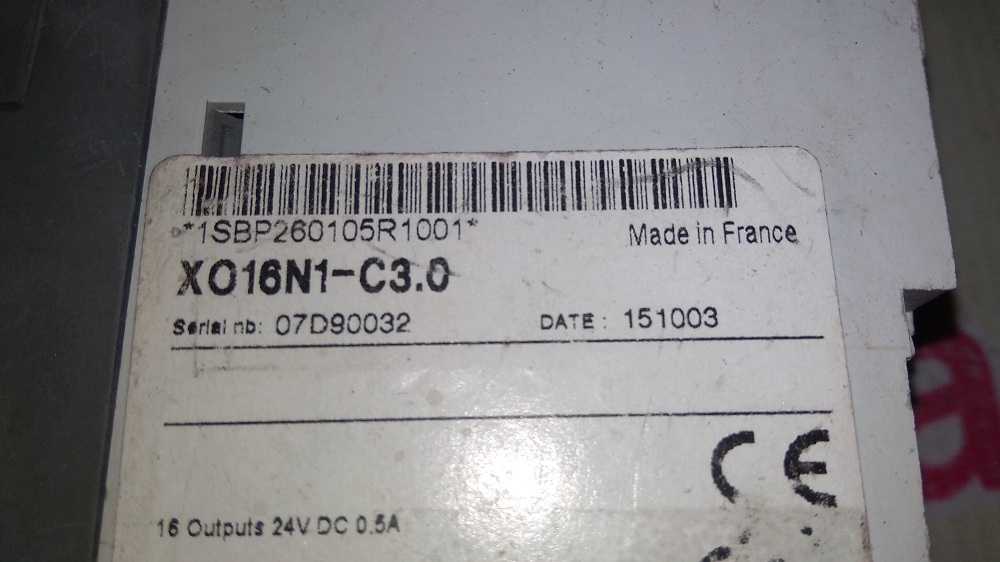 *1SBP260105R1001*
Made in France
XO16N1-C3.0
Serial nb: 07D90032 DATE: 151003
CE
16 Outputs 24V DC 0.5A
a